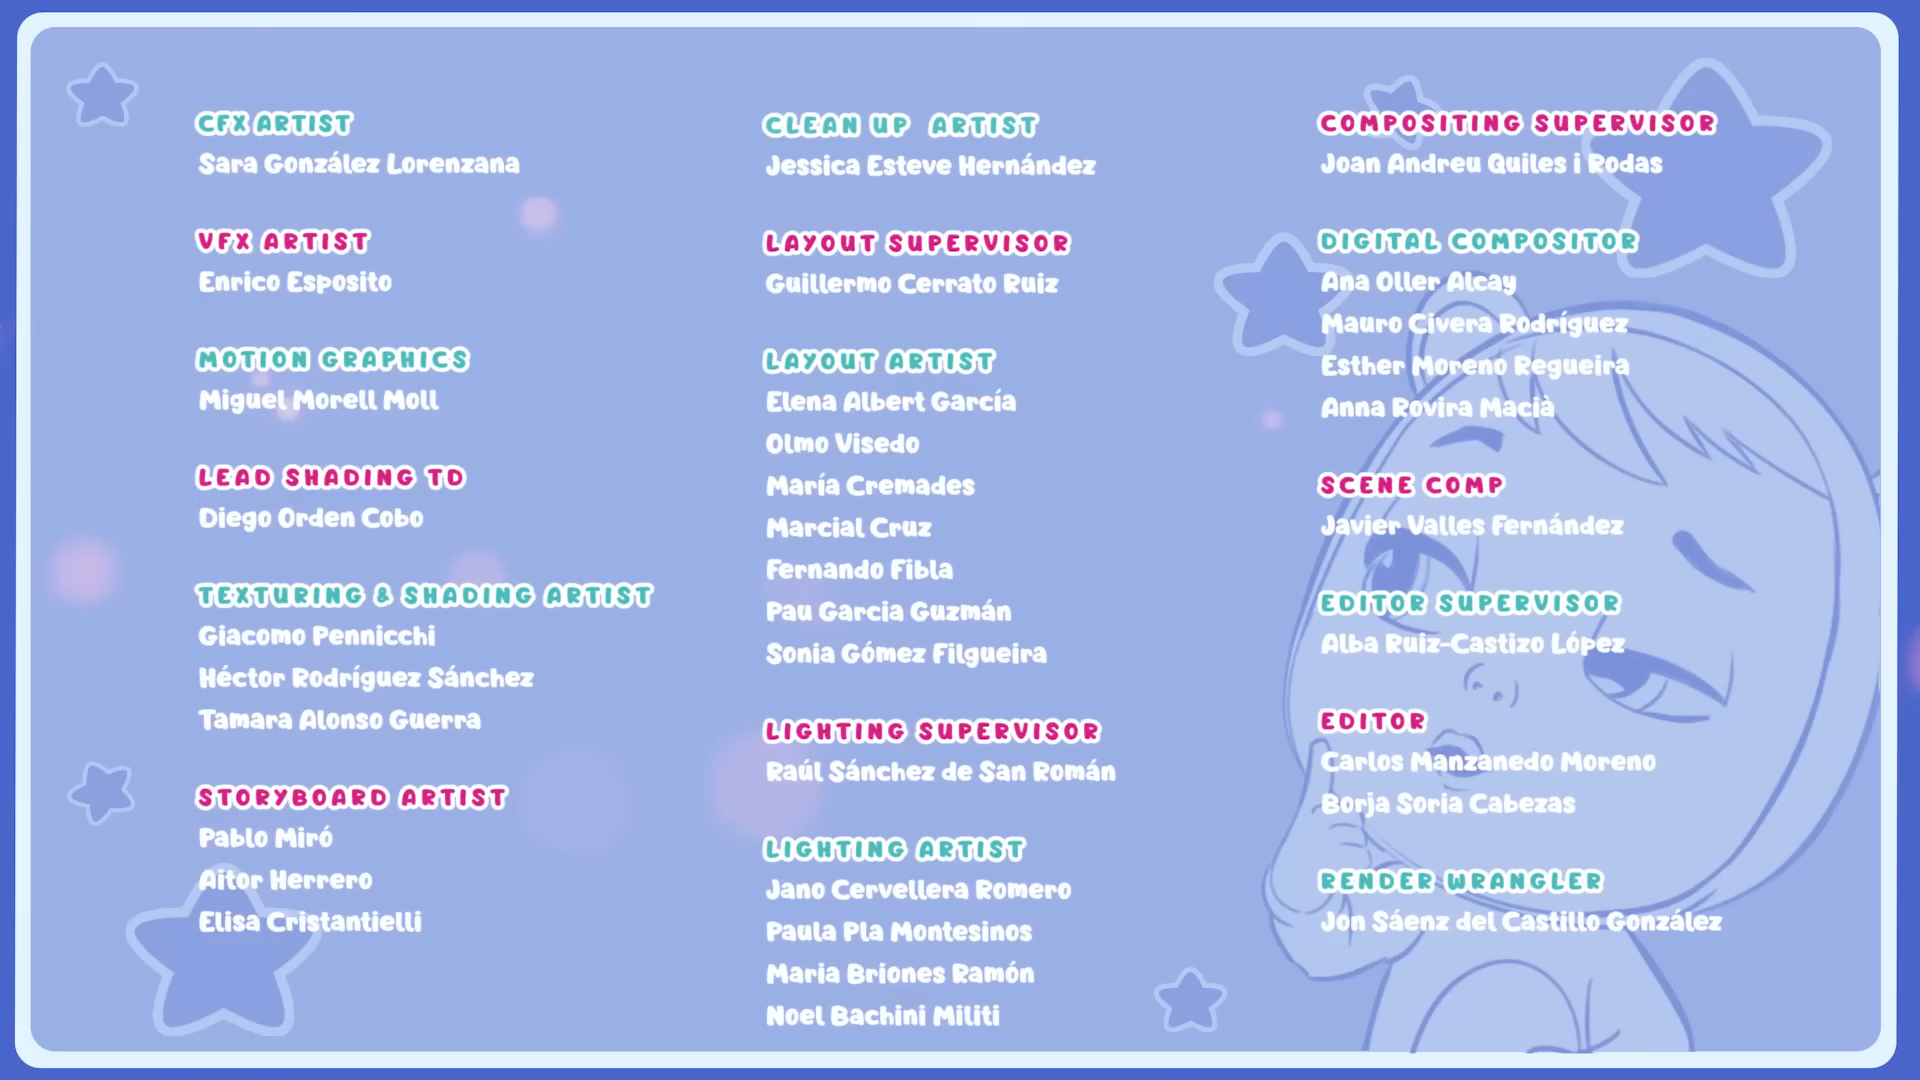 CFX ARTIST
Sara González Lorenzana
VFX ARTIST
Enrico Esposito
MOTION GRAPHICS
Miguel Morell Moll
LEAD SHADING TD
Diego Orden Cobo
TEXTURING & SHADING ARTIST
Giacomo Pennicchi
Héctor Rodríguez Sánchez
Tamara Alonso Guerra
STORYBOARD ARTIST
Pablo Miró
Aitor Herrero
Elisa Cristantielli
CLEAN UP ARTIST
Jessica Esteve Hernández
LAYOUT SUPERVISOR
Guillermo Cerrato Ruiz
LAYOUT ARTIST
Elena Albert García
Olmo Visedo
María Cremades
Marcial Cruz
Fernando Fibla
Pau Garcia Guzmán
Sonia Gómez Filgueira
LIGHTING SUPERVISOR
Raúl Sánchez de San Román
LIGHTING ARTIST
Jano Cervellera Romero
Paula Pla Montesinos
Maria Briones Ramón
Noel Bachini Militi
COMPOSITING SUPERVISOR
Joan Andreu Quiles i Rodas
DIGITAL COMPOSITOR
Ana Oller Alcay
Mauro Civera Rodríguez
Esther Moreno Regueira
Anna Rovira Macià
SCENE COMP
Javier Valles Fernández
EDITOR SUPERVISOR
Alba Ruiz-Castizo López
EDITOR
Carlos Manzanedo Moreno
Borja Soria Cabezas
RENDER WRANGLER
Jon Sáenz del Castillo González